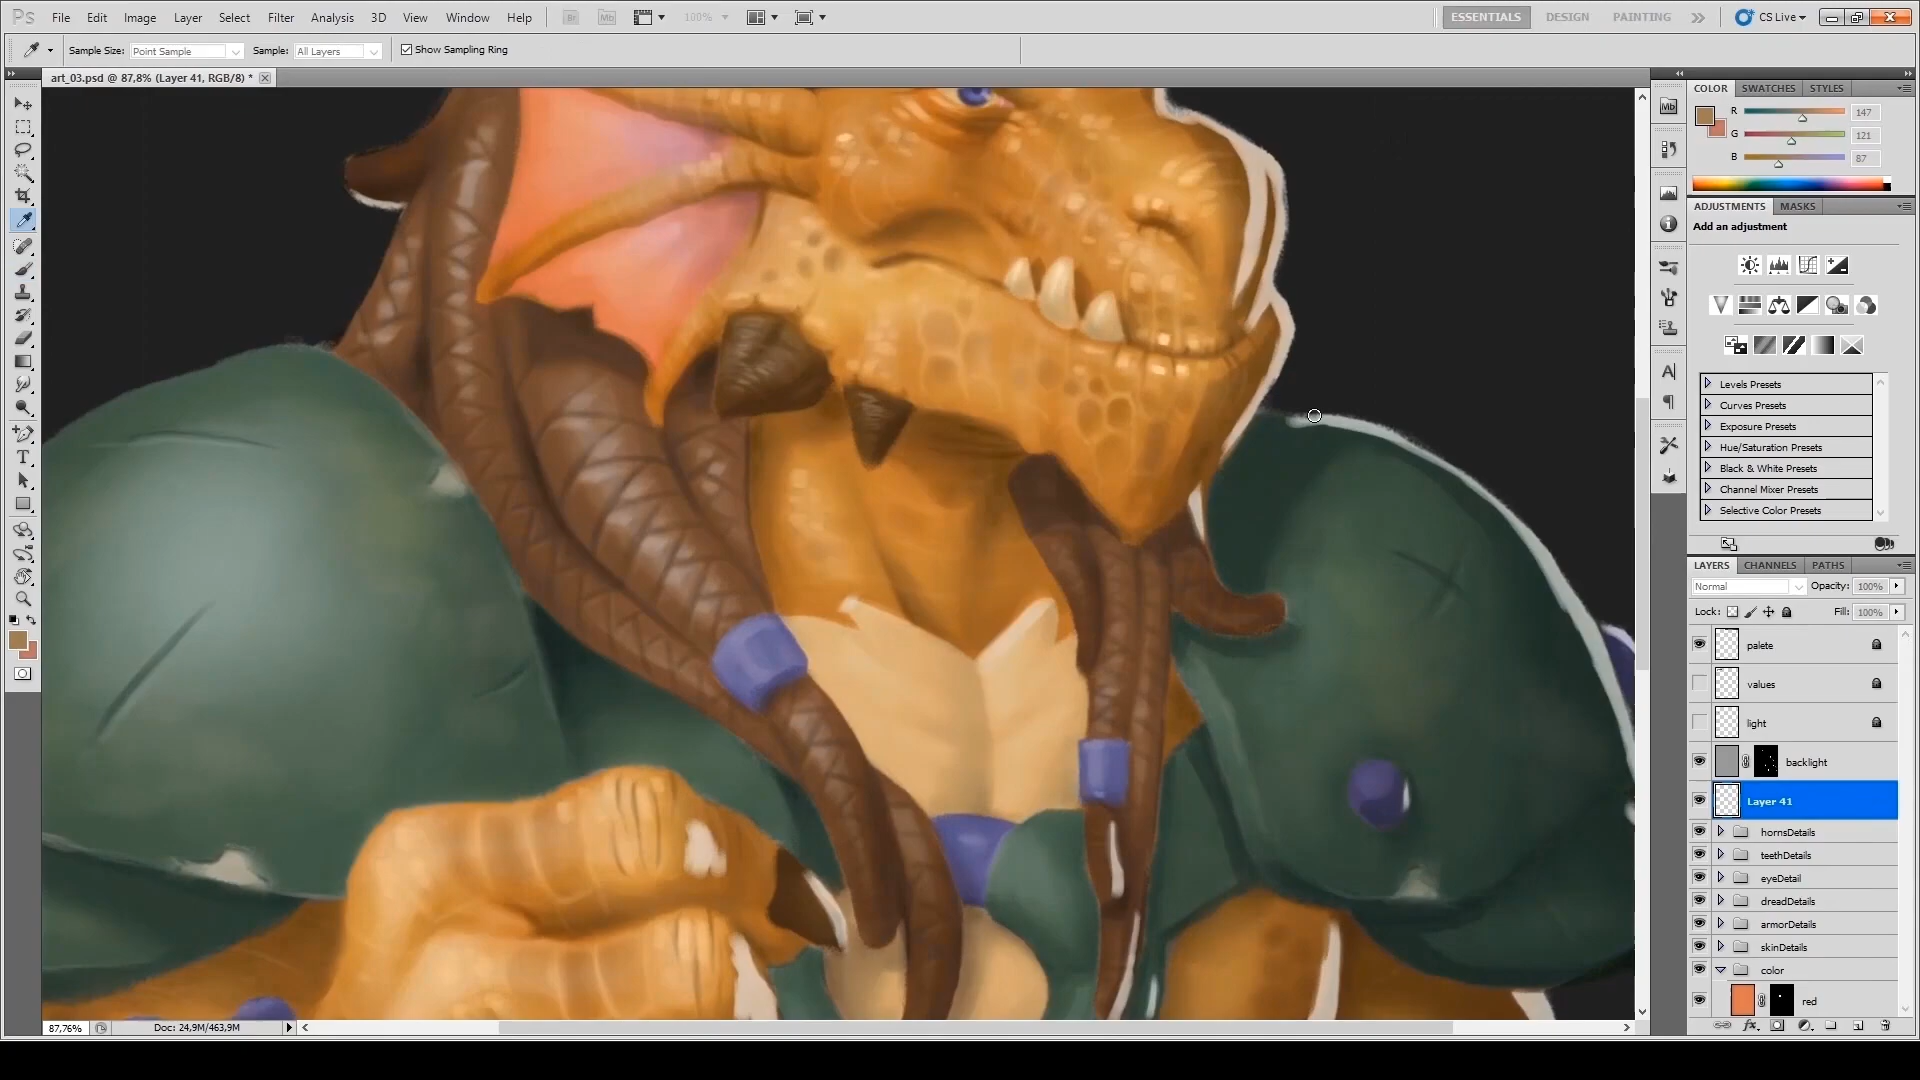 Ps File Edit Image Layer Select Filter Analysis 3D View Window Help Br Mb 100% ESSENTIALS DESIGN PAINTING CS Live
Sample Size: Point Sample Sample: All Layers Show Sampling Ring
art_03.psd @ 87,8% (Layer 41, RGB/8) *
COLOR SWATCHES STYLES
Mb
R 147
G 121
B 87
ADJUSTMENTS MASKS
Add an adjustment
Levels Presets
Curves Presets
Exposure Presets
Hue/Saturation Presets
Black & White Presets
Channel Mixer Presets
Selective Color Presets
LAYERS CHANNELS PATHS
Normal Opacity: 100%
Lock: Fill: 100%
palete
values
light
backlight
Layer 41
hornsDetails
teethDetails
eyeDetail
dreadDetails
armorDetails
skinDetails
color
red
87,76% Doc: 24,9M/463,9M